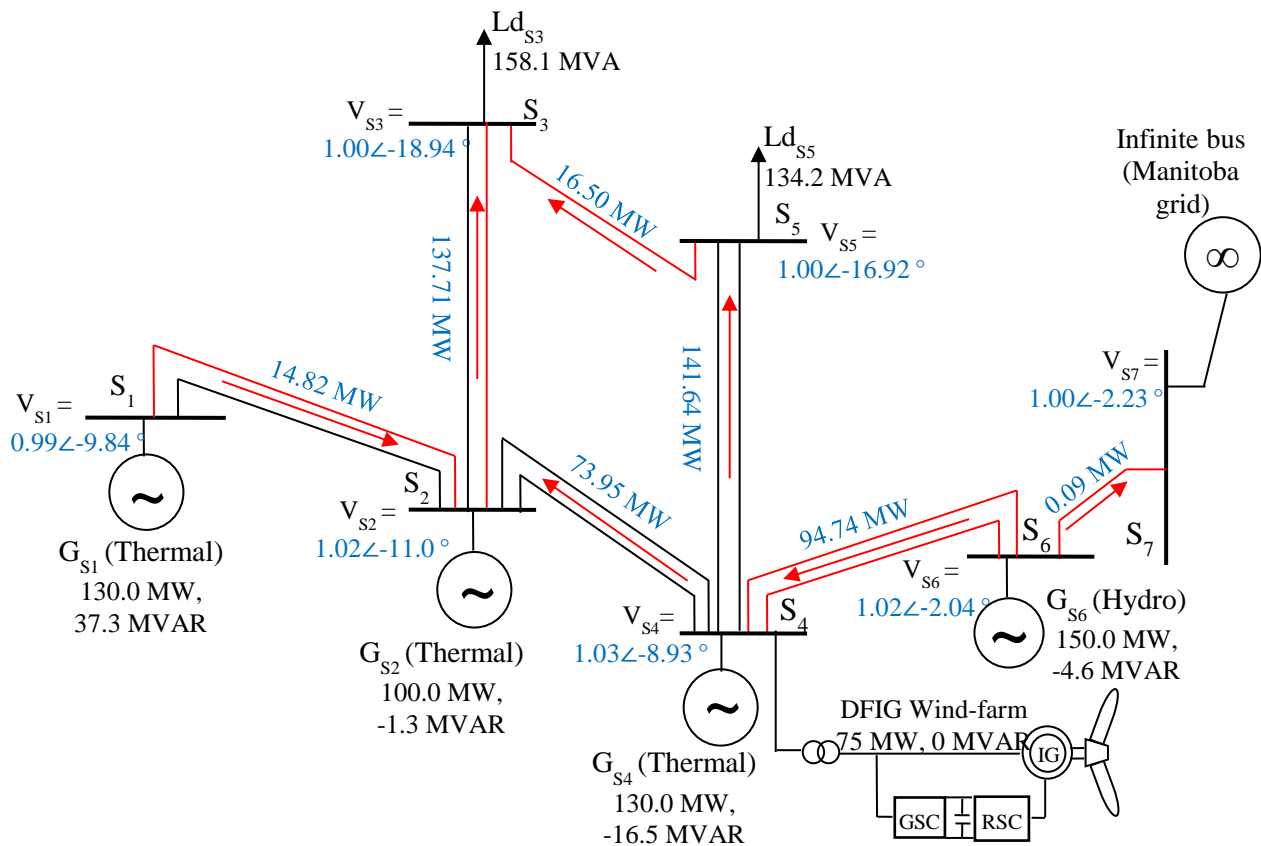 Ld_S3
158.1 MVA
V_S3 =
S_3
1.00∠-18.94 °
Ld_S5
134.2 MVA
S_5
V_S5 =
1.00∠-16.92 °
Infinite bus
(Manitoba
grid)
∞
16.50 MW
137.71 MW
141.64 MW
14.82 MW
73.95 MW
94.74 MW
0.09 MW
V_S7 =
1.00∠-2.23 °
S_7
S_1
V_S1 =
0.99∠-9.84 °
~
G_S1 (Thermal)
130.0 MW,
37.3 MVAR
S_2
V_S2 =
1.02∠-11.0 °
~
G_S2 (Thermal)
100.0 MW,
-1.3 MVAR
S_4
V_S4 =
1.03∠-8.93 °
~
G_S4 (Thermal)
130.0 MW,
-16.5 MVAR
S_6
V_S6 =
1.02∠-2.04 °
~
G_S6 (Hydro)
150.0 MW,
-4.6 MVAR
DFIG Wind-farm
75 MW, 0 MVAR
IG
GSC
RSC